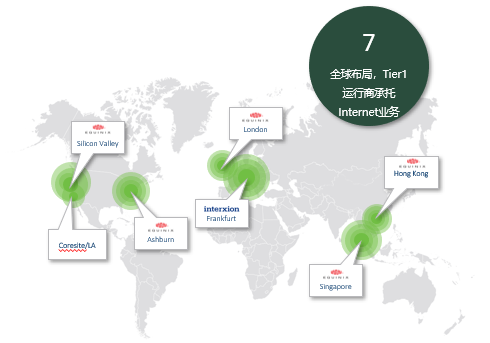 7
全球布局，Tier1
运行商承托
Internet业务
EQUINIX
London
EQUINIX
Silicon Valley
EQUINIX
Hong Kong
interxion
Frankfurt
EQUINIX
Ashburn
Coresite/LA
EQUINIX
Singapore